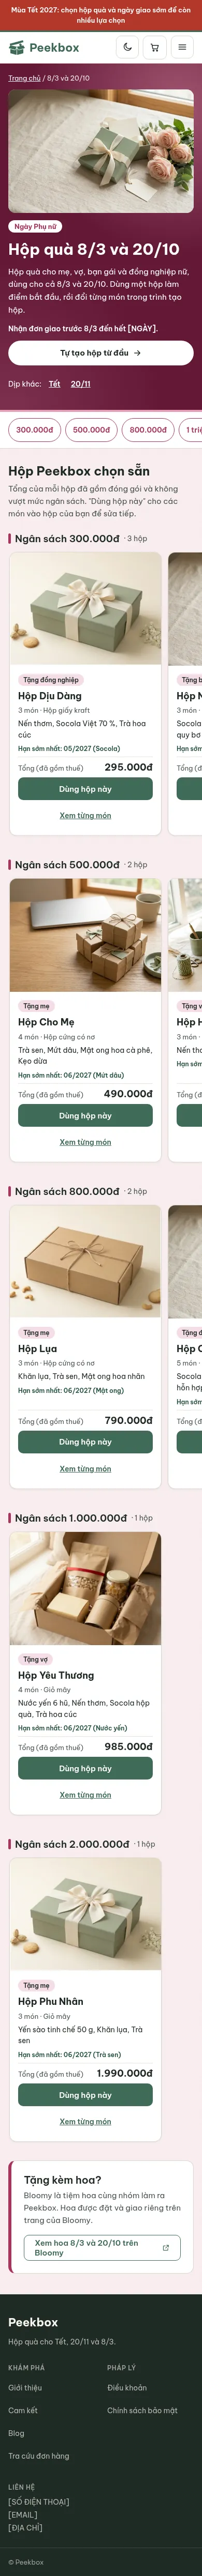 Mùa Tết 2027: chọn hộp quà và ngày giao sớm để còn
nhiều lựa chọn
Peekbox
Trang chủ / 8/3 và 20/10
Ngày Phụ nữ
Hộp quà 8/3 và 20/10
Hộp quà cho mẹ, vợ, bạn gái và đồng nghiệp nữ,
dùng cho cả 8/3 và 20/10. Dùng một hộp làm
điểm bắt đầu, rồi đổi từng món trong trình tạo
hộp.
Nhận đơn giao trước 8/3 đến hết [NGÀY].
Tự tạo hộp từ đầu →
Dịp khác: Tết 20/11
300.000đ 500.000đ 800.000đ 1 triệ
Hộp Peekbox chọn sẵn
Tổng của mỗi hộp đã gồm đóng gói và không
vượt mức ngân sách. "Dùng hộp này" cho các
món vào hộp của bạn để sửa tiếp.
Ngân sách 300.000đ · 3 hộp
Tặng đồng nghiệp
Hộp Dịu Dàng
3 món · Hộp giấy kraft
Nến thơm, Socola Việt 70 %, Trà hoa
cúc
Hạn sớm nhất: 05/2027 (Socola)
Tổng (đã gồm thuế) 295.000đ
Dùng hộp này
Xem từng món
Tặng b
Hộp N
3 món ·
Socola
quy bơ
Hạn sớm
Tổng (đ
Ngân sách 500.000đ · 2 hộp
Tặng mẹ
Hộp Cho Mẹ
4 món · Hộp cứng có nơ
Trà sen, Mứt dâu, Mật ong hoa cà phê,
Kẹo dừa
Hạn sớm nhất: 06/2027 (Mứt dâu)
Tổng (đã gồm thuế) 490.000đ
Dùng hộp này
Xem từng món
Tặng v
Hộp H
3 món ·
Nến thơ
Hạn sớm
Tổng (đ
Ngân sách 800.000đ · 2 hộp
Tặng mẹ
Hộp Lụa
3 món · Hộp cứng có nơ
Khăn lụa, Trà sen, Mật ong hoa nhãn
Hạn sớm nhất: 06/2027 (Mật ong)
Tổng (đã gồm thuế) 790.000đ
Dùng hộp này
Xem từng món
Tặng đ
5 món ·
Socola
hỗn hợp
Hạn sớm
Tổng (đ
Ngân sách 1.000.000đ · 1 hộp
Tặng vợ
Hộp Yêu Thương
4 món · Giỏ mây
Nước yến 6 hũ, Nến thơm, Socola hộp
quà, Trà hoa cúc
Hạn sớm nhất: 06/2027 (Nước yến)
Tổng (đã gồm thuế) 985.000đ
Dùng hộp này
Xem từng món
Ngân sách 2.000.000đ · 1 hộp
Tặng mẹ
Hộp Phu Nhân
3 món · Giỏ mây
Yến sào tinh chế 50 g, Khăn lụa, Trà
sen
Hạn sớm nhất: 06/2027 (Trà sen)
Tổng (đã gồm thuế) 1.990.000đ
Dùng hộp này
Xem từng món
Tặng kèm hoa?
Bloomy là tiệm hoa cùng nhóm làm ra
Peekbox. Hoa được đặt và giao riêng trên
trang của Bloomy.
Xem hoa 8/3 và 20/10 trên
Bloomy
Peekbox
Hộp quà cho Tết, 20/11 và 8/3.
KHÁM PHÁ
Giới thiệu
Cam kết
Blog
Tra cứu đơn hàng
PHÁP LÝ
Điều khoản
Chính sách bảo mật
LIÊN HỆ
[SỐ ĐIỆN THOẠI]
[EMAIL]
[ĐỊA CHỈ]
© Peekbox